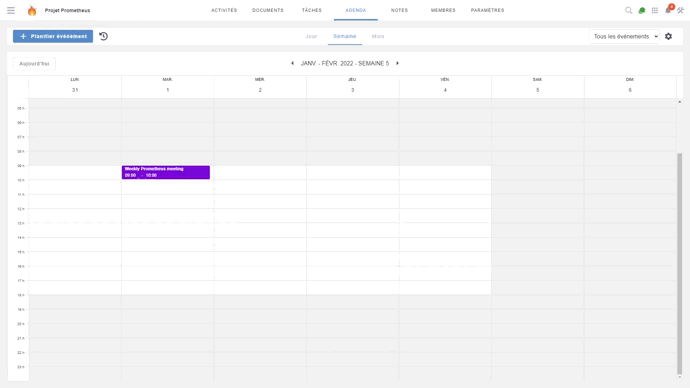 Projet Prometheus
ACTIVITÉS DOCUMENTS TÂCHES AGENDA NOTES MEMBRES PARAMÈTRES
+ Planifier événement
Jour Semaine Mois
Tous les événements
Aujourd'hui
JANV. - FÉVR. 2022 - SEMAINE 5
LUN. MAR. MER. JEU. VEN. SAM. DIM.
31 1 2 3 4 5 6
05 h
06 h
07 h
08 h
09 h
Weekly Prometheus meeting
09:00 - 10:00
10 h
11 h
12 h
13 h
14 h
15 h
16 h
17 h
18 h
19 h
20 h
21 h
22 h
23 h